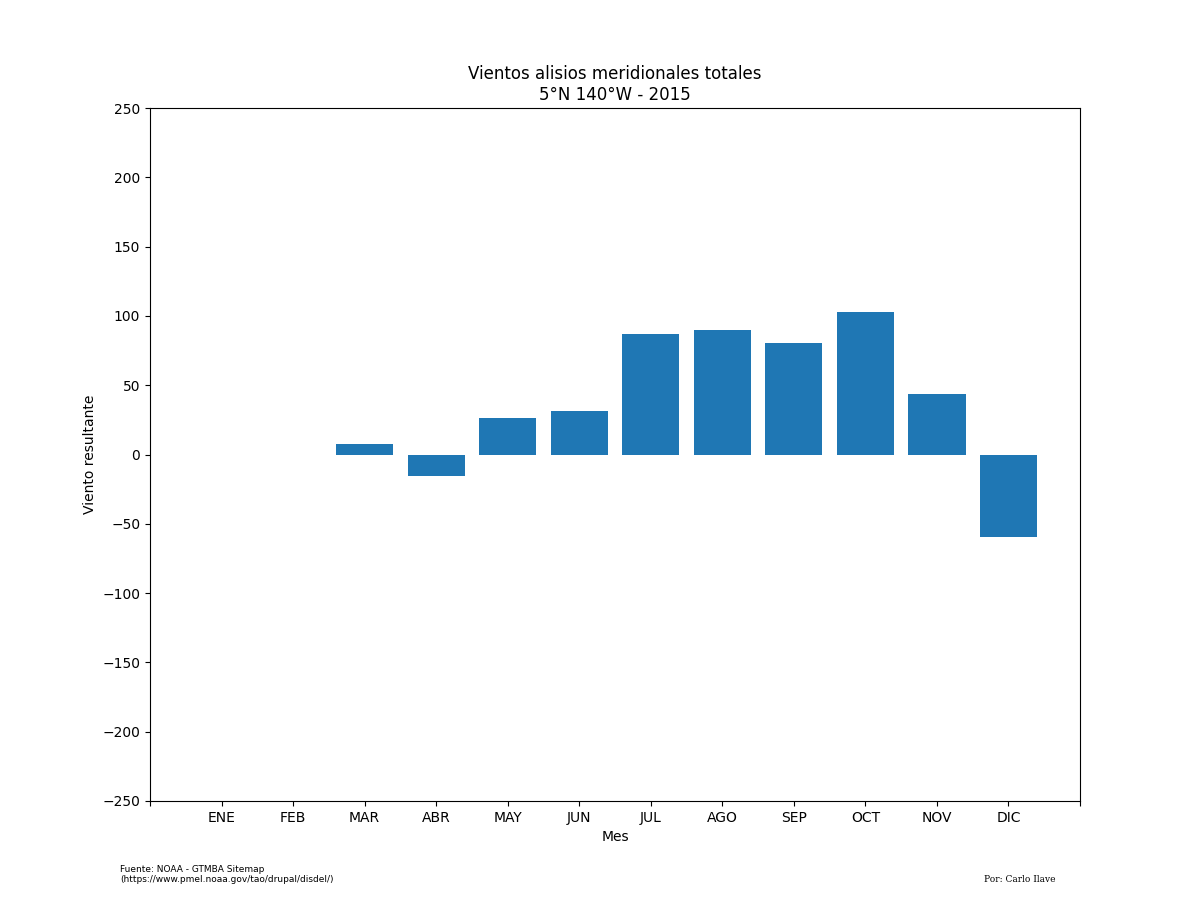 Vientos alisios meridionales totales
5°N 140°W - 2015
250
200
150
100
50
0
−50
−100
−150
−200
−250
Viento resultante
ENE FEB MAR ABR MAY JUN JUL AGO SEP OCT NOV DIC
Mes
Fuente: NOAA - GTMBA Sitemap
(https://www.pmel.noaa.gov/tao/drupal/disdel/)
Por: Carlo Ilave